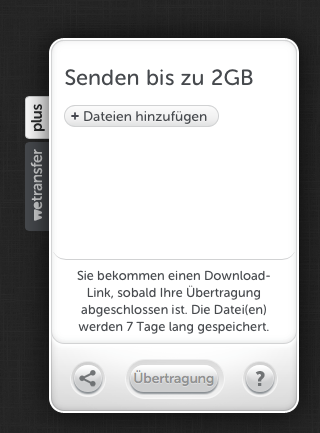 Senden bis zu 2GB
+ Dateien hinzufügen
plus
wetransfer
Sie bekommen einen Download-
Link, sobald Ihre Übertragung
abgeschlossen ist. Die Datei(en)
werden 7 Tage lang gespeichert.
Übertragung
?